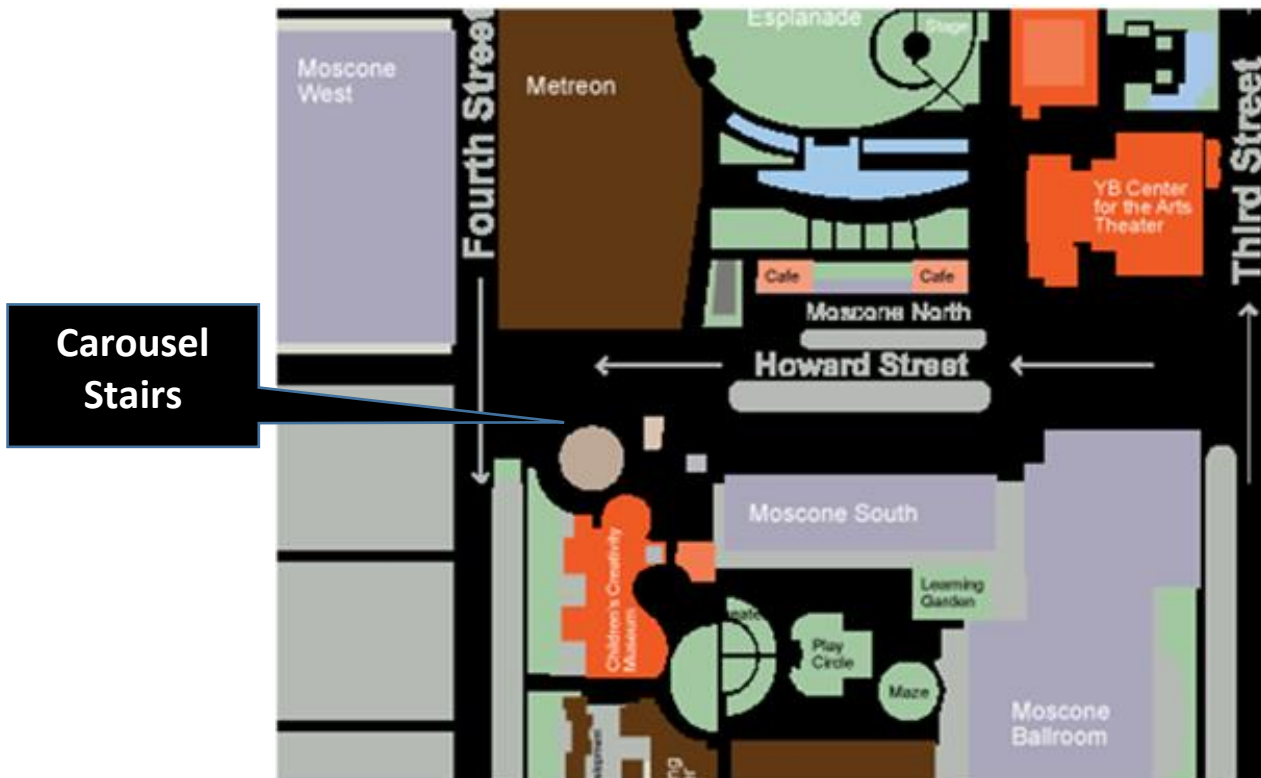 Esplanade
Stage
Moscone
West
Metreon
Fourth Street
Third Street
YB Center
for the Arts
Theater
Cafe
Cafe
Moscone North
Howard Street
Carousel
Stairs
Moscone South
Children's Creativity
Museum
Learning
Garden
Play
Circle
Maze
Moscone
Ballroom